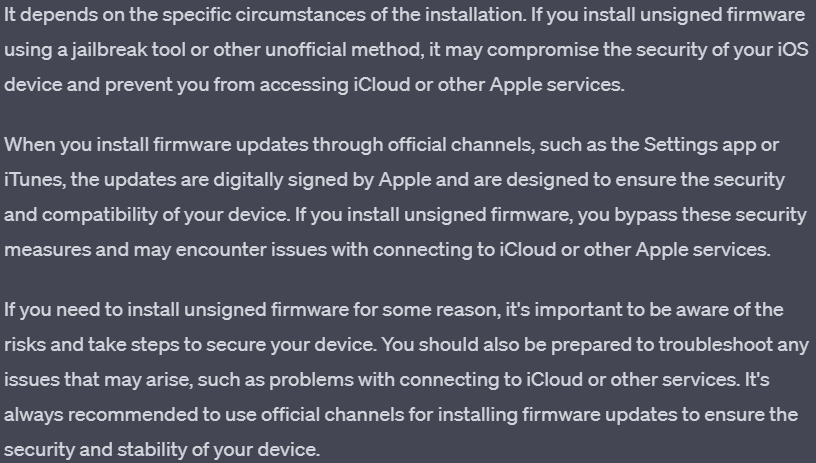 It depends on the specific circumstances of the installation. If you install unsigned firmware
using a jailbreak tool or other unofficial method, it may compromise the security of your iOS
device and prevent you from accessing iCloud or other Apple services.
When you install firmware updates through official channels, such as the Settings app or
iTunes, the updates are digitally signed by Apple and are designed to ensure the security
and compatibility of your device. If you install unsigned firmware, you bypass these security
measures and may encounter issues with connecting to iCloud or other Apple services.
If you need to install unsigned firmware for some reason, it's important to be aware of the
risks and take steps to secure your device. You should also be prepared to troubleshoot any
issues that may arise, such as problems with connecting to iCloud or other services. It's
always recommended to use official channels for installing firmware updates to ensure the
security and stability of your device.